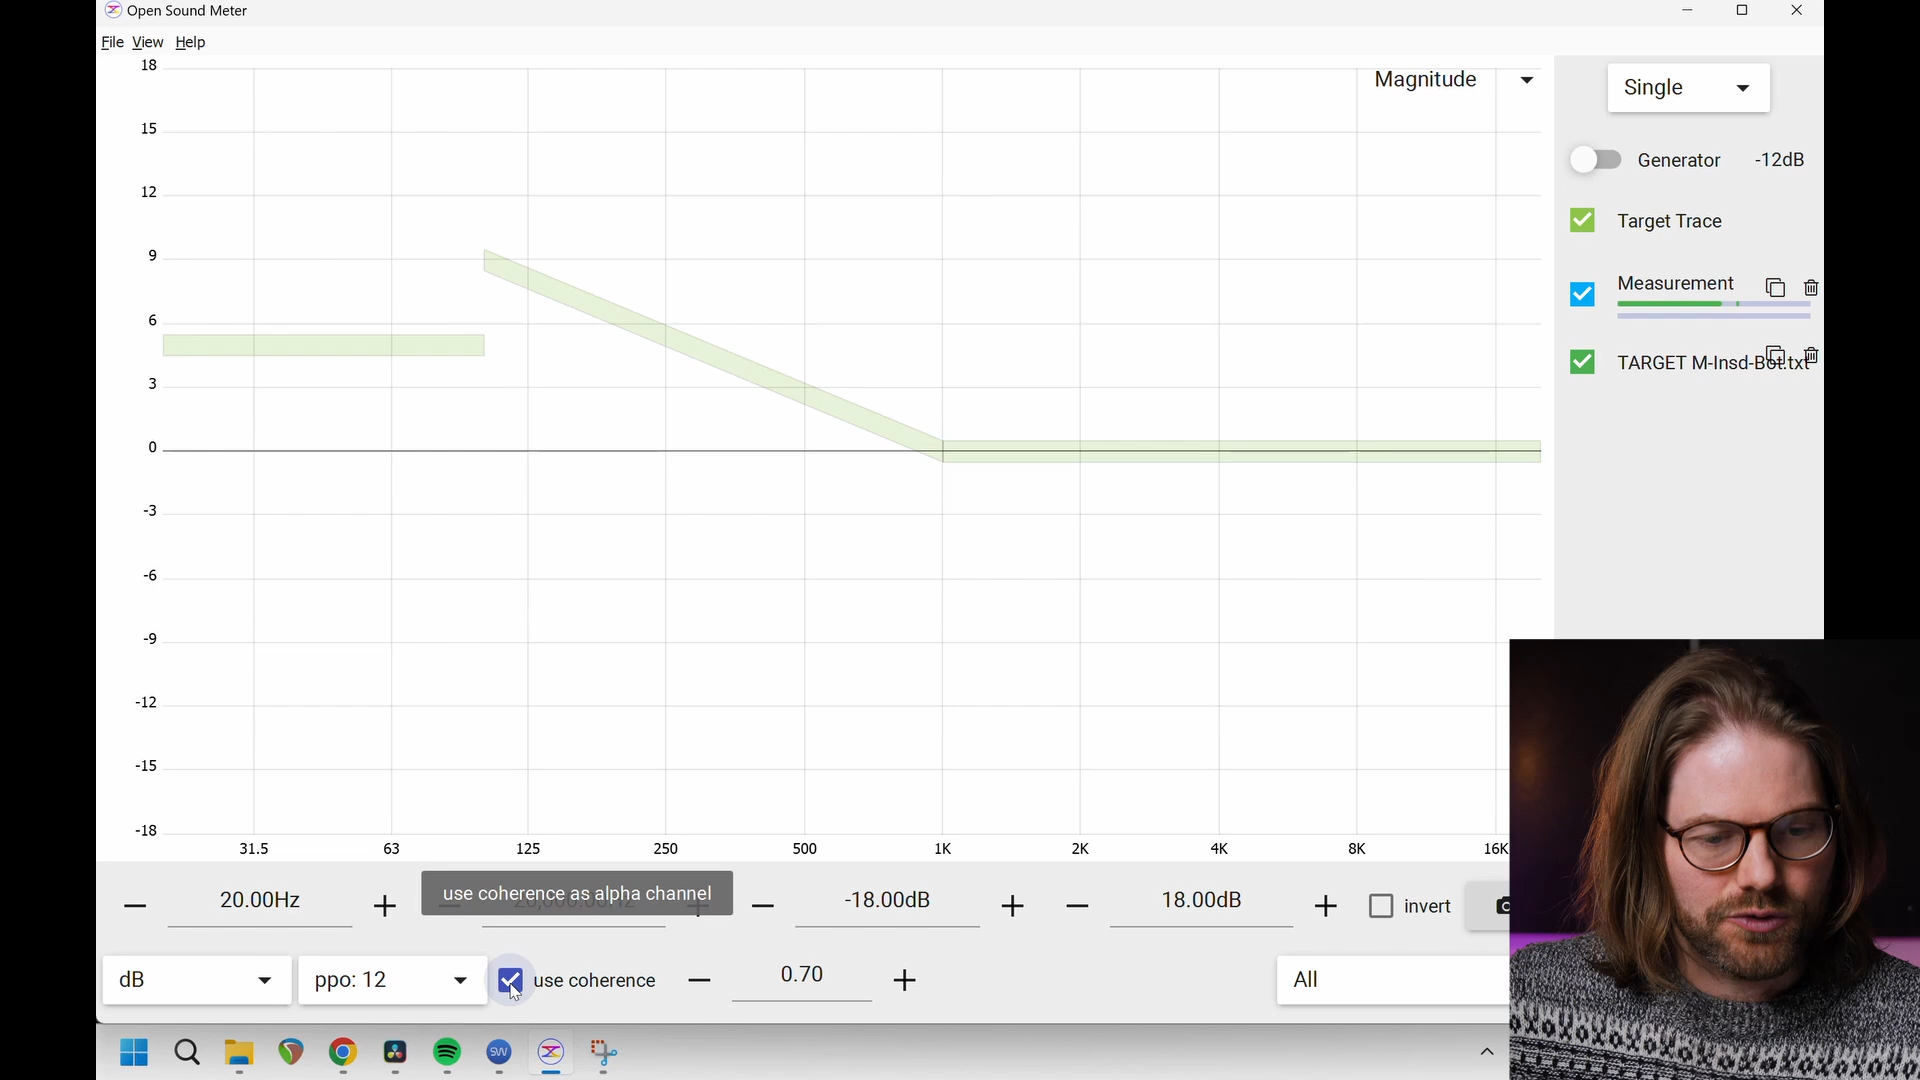 Open Sound Meter
File View Help
18
15
12
9
6
3
0
-3
-6
-9
-12
-15
-18
Magnitude
31.5 63 125 250 500 1K 2K 4K 8K 16K
Single
Generator -12dB
Target Trace
Measurement
TARGET M-Insd-Bot.txt
use coherence as alpha channel
20.00Hz -18.00dB 18.00dB invert
dB ppo: 12 use coherence 0.70 All
SW